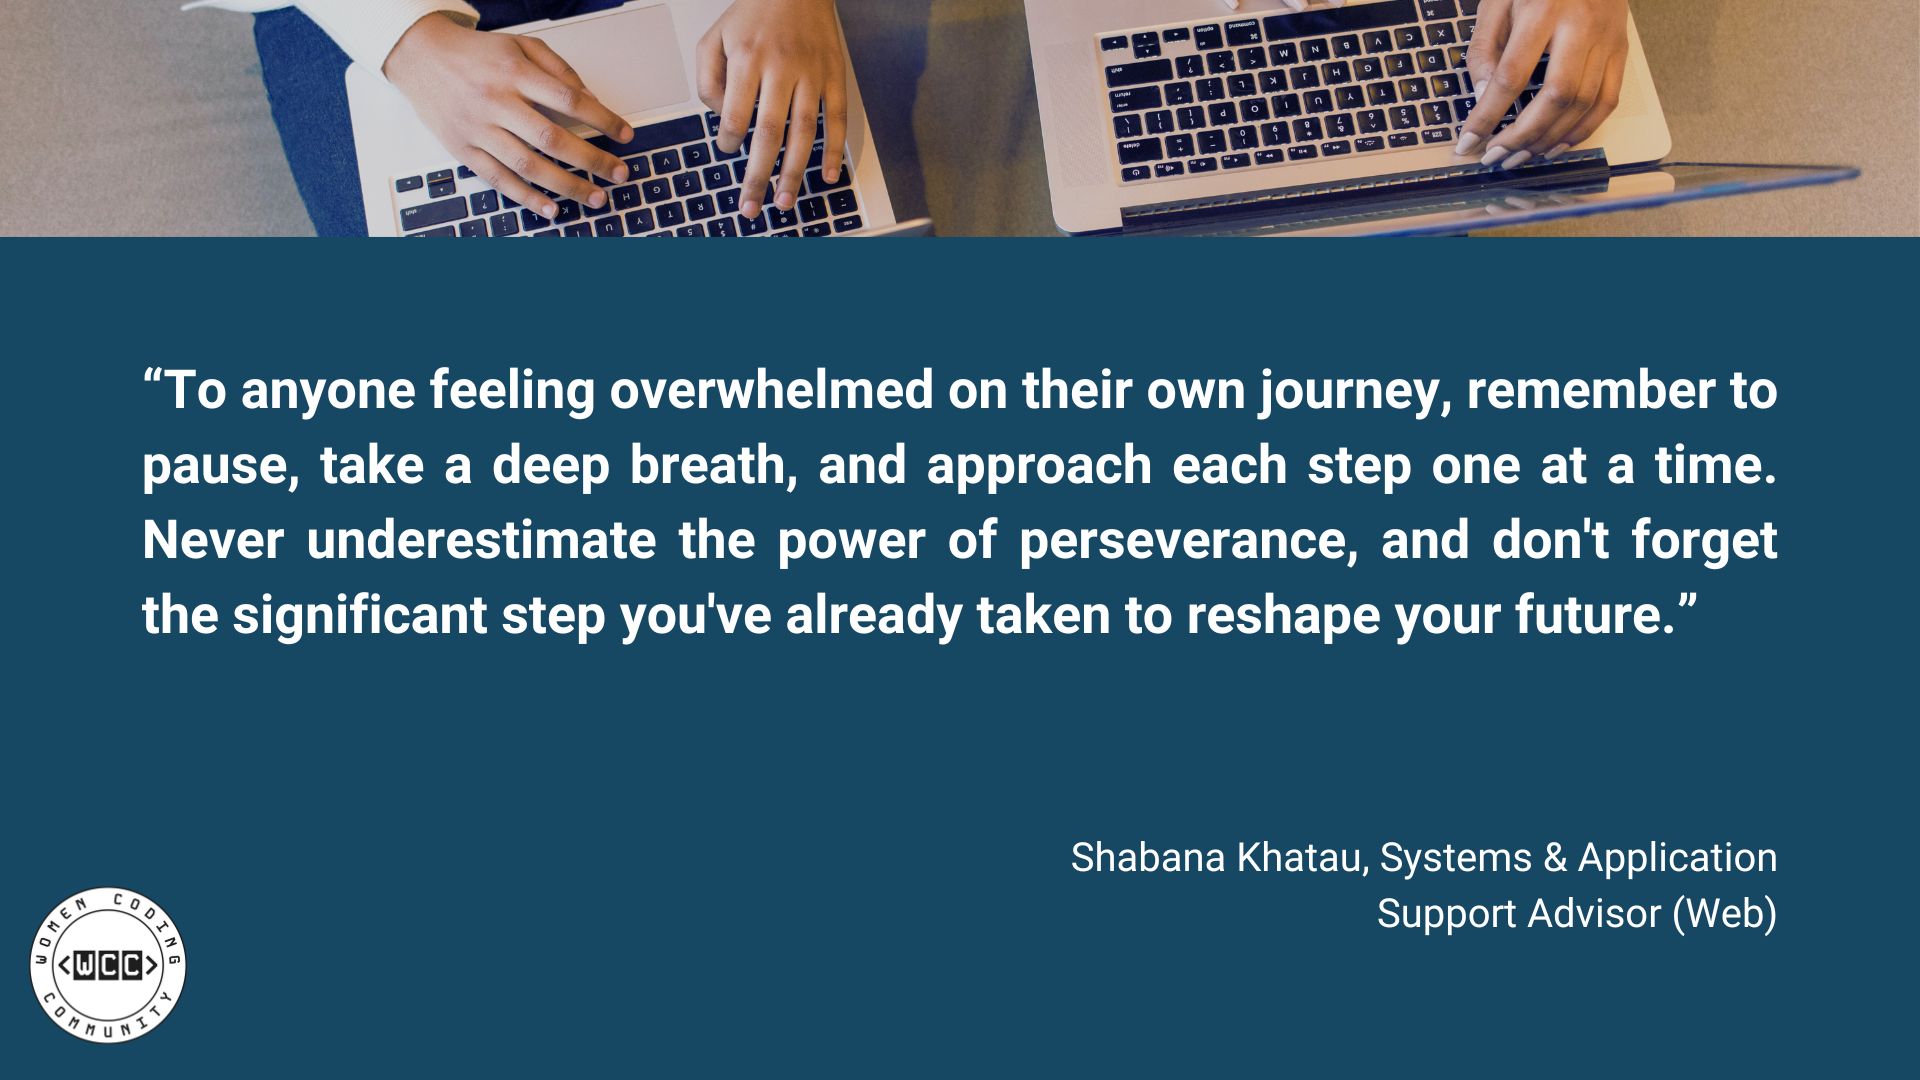 “To anyone feeling overwhelmed on their own journey, remember to
pause, take a deep breath, and approach each step one at a time.
Never underestimate the power of perseverance, and don't forget
the significant step you've already taken to reshape your future.”
Shabana Khatau, Systems & Application
Support Advisor (Web)
WOMEN CODING
<WCC>
COMMUNITY